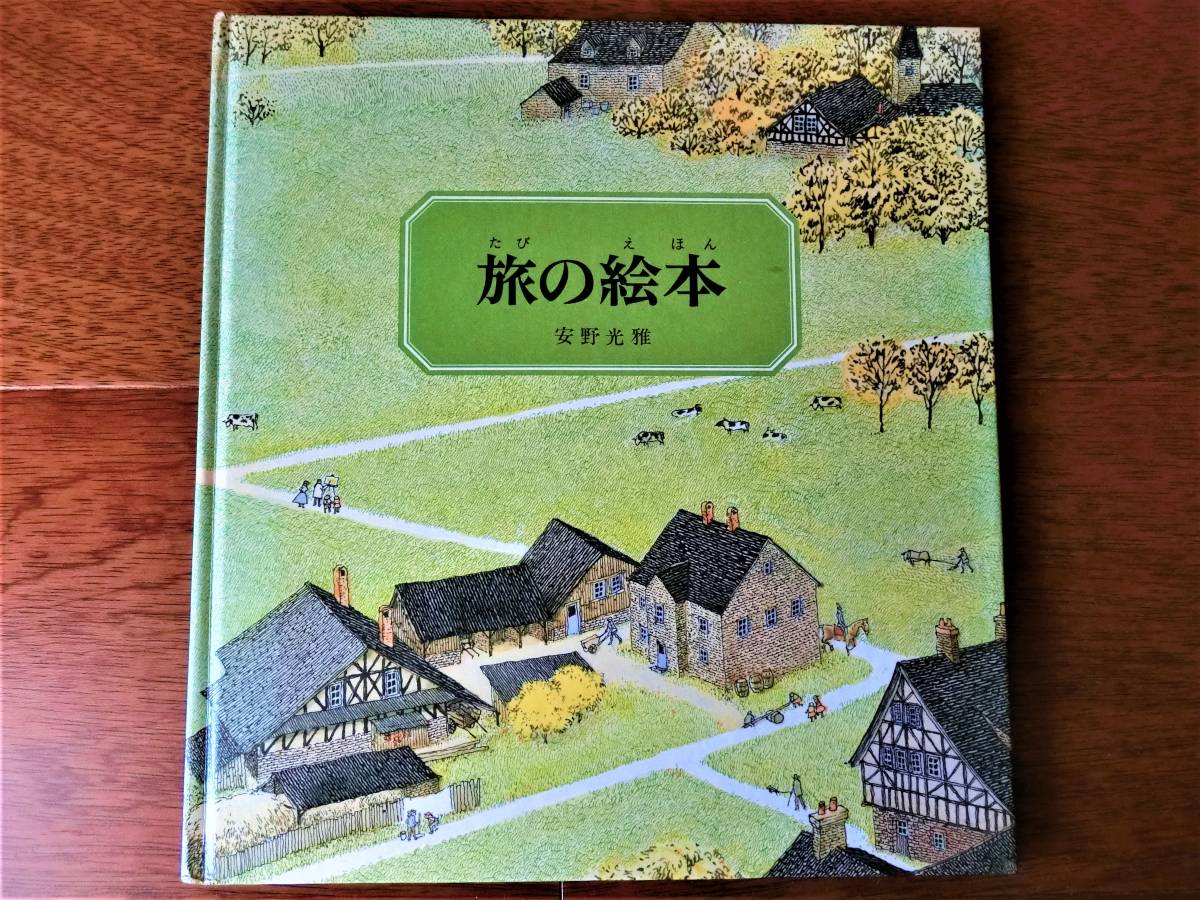 たび えほん
旅の絵本
安野光雅